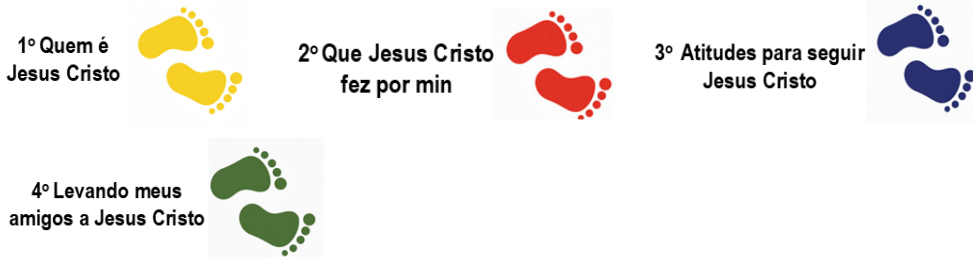 1º Quem é
Jesus Cristo
2º Que Jesus Cristo
fez por min
3º Atitudes para seguir
Jesus Cristo
4º Levando meus
amigos a Jesus Cristo